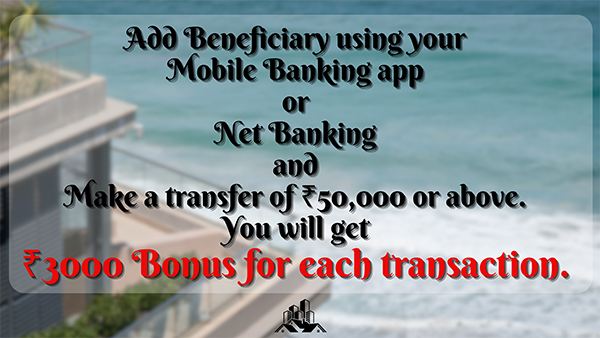 Add Beneficiary using your
Mobile Banking app
or
Net Banking
and
Make a transfer of ₹50,000 or above.
You will get
₹3000 Bonus for each transaction.